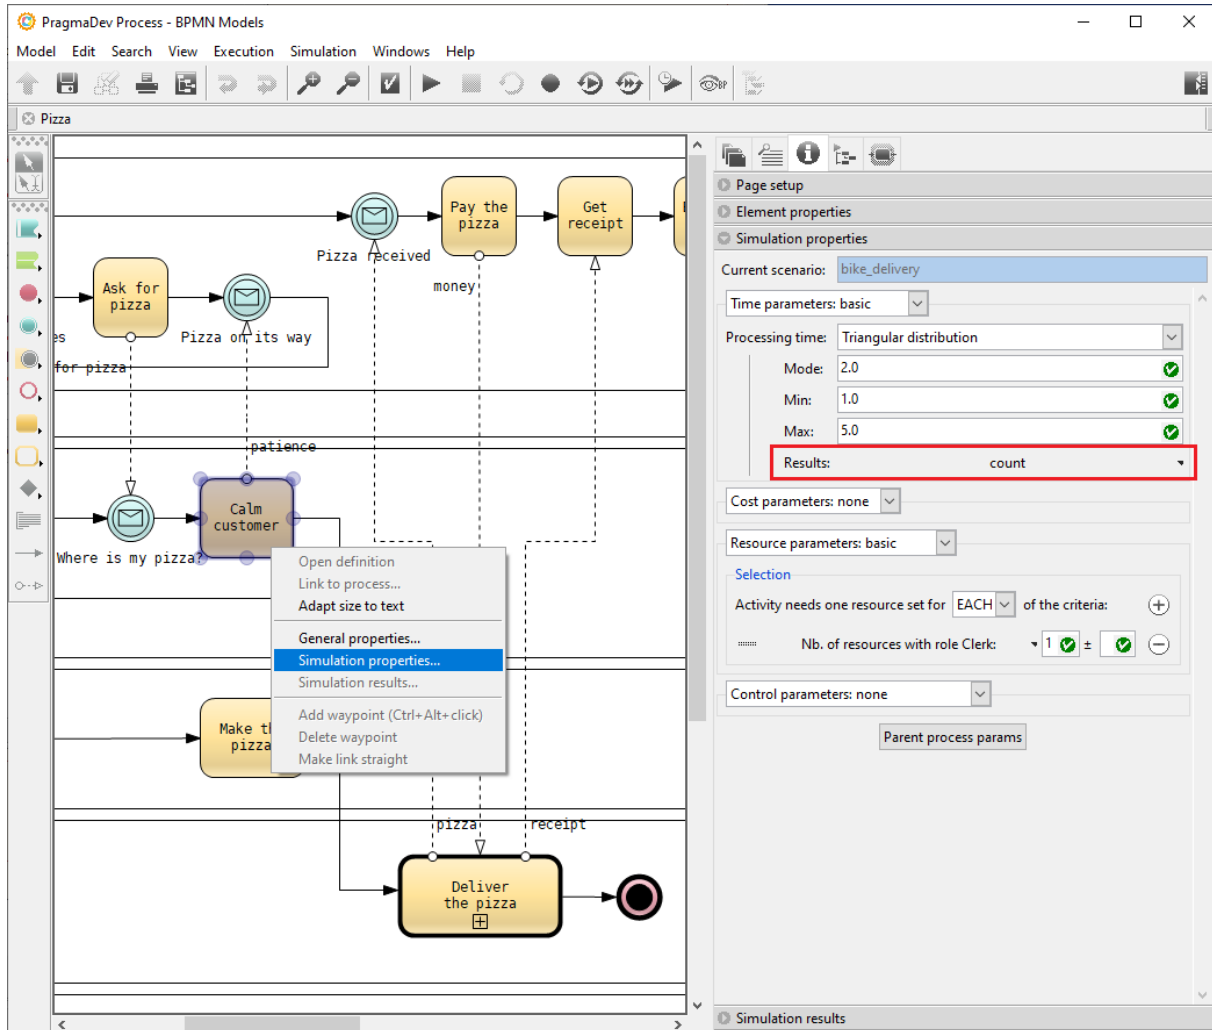 PragmaDev Process - BPMN Models
Model Edit Search View Execution Simulation Windows Help
BP
Pizza
Pay the
pizza
Get
receipt
Pizza received
money
Ask for
pizza
Pizza on its way
es
for pizza
patience
Calm
customer
Where is my pizza?
Open definition
Link to process...
Adapt size to text
General properties...
Simulation properties...
Simulation results...
Add waypoint (Ctrl+Alt+click)
Delete waypoint
Make link straight
Make th
pizza
pizza
receipt
Deliver
the pizza
Page setup
Element properties
Simulation properties
Current scenario: bike_delivery
Time parameters: basic
Processing time: Triangular distribution
Mode: 2.0
Min: 1.0
Max: 5.0
Results: count
Cost parameters: none
Resource parameters: basic
Selection
Activity needs one resource set for EACH of the criteria:
Nb. of resources with role Clerk: 1 ±
Control parameters: none
Parent process params
Simulation results